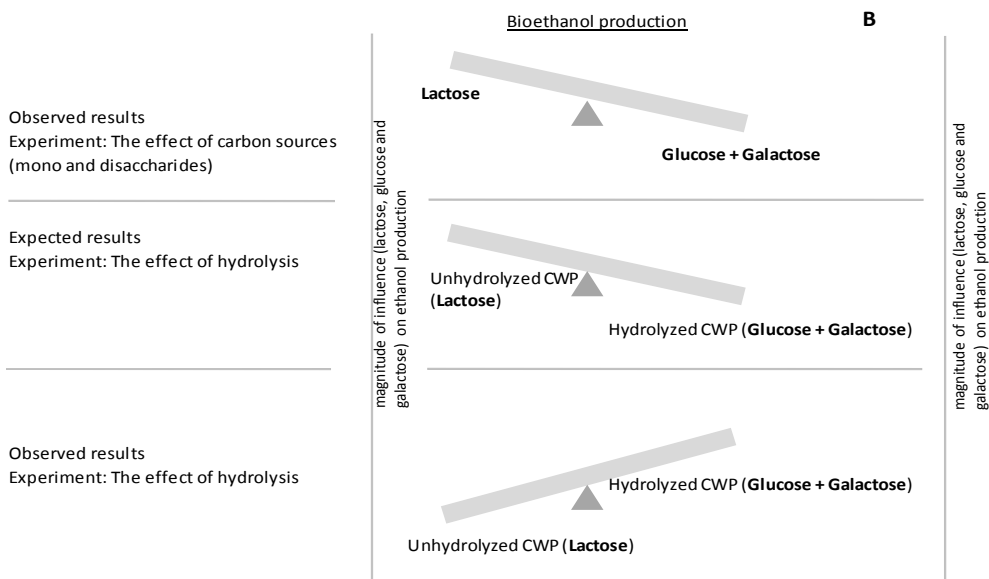 Bioethanol production
B
Observed results
Experiment: The effect of carbon sources
(mono and disaccharides)
Lactose
Glucose + Galactose
Expected results
Experiment: The effect of hydrolysis
Unhydrolyzed CWP
(Lactose)
Hydrolyzed CWP (Glucose + Galactose)
Observed results
Experiment: The effect of hydrolysis
Hydrolyzed CWP (Glucose + Galactose)
Unhydrolyzed CWP (Lactose)
magnitude of influence (lactose, glucose and
galactose) on ethanol production
magnitude of influence (lactose, glucose and
galactose) on ethanol production